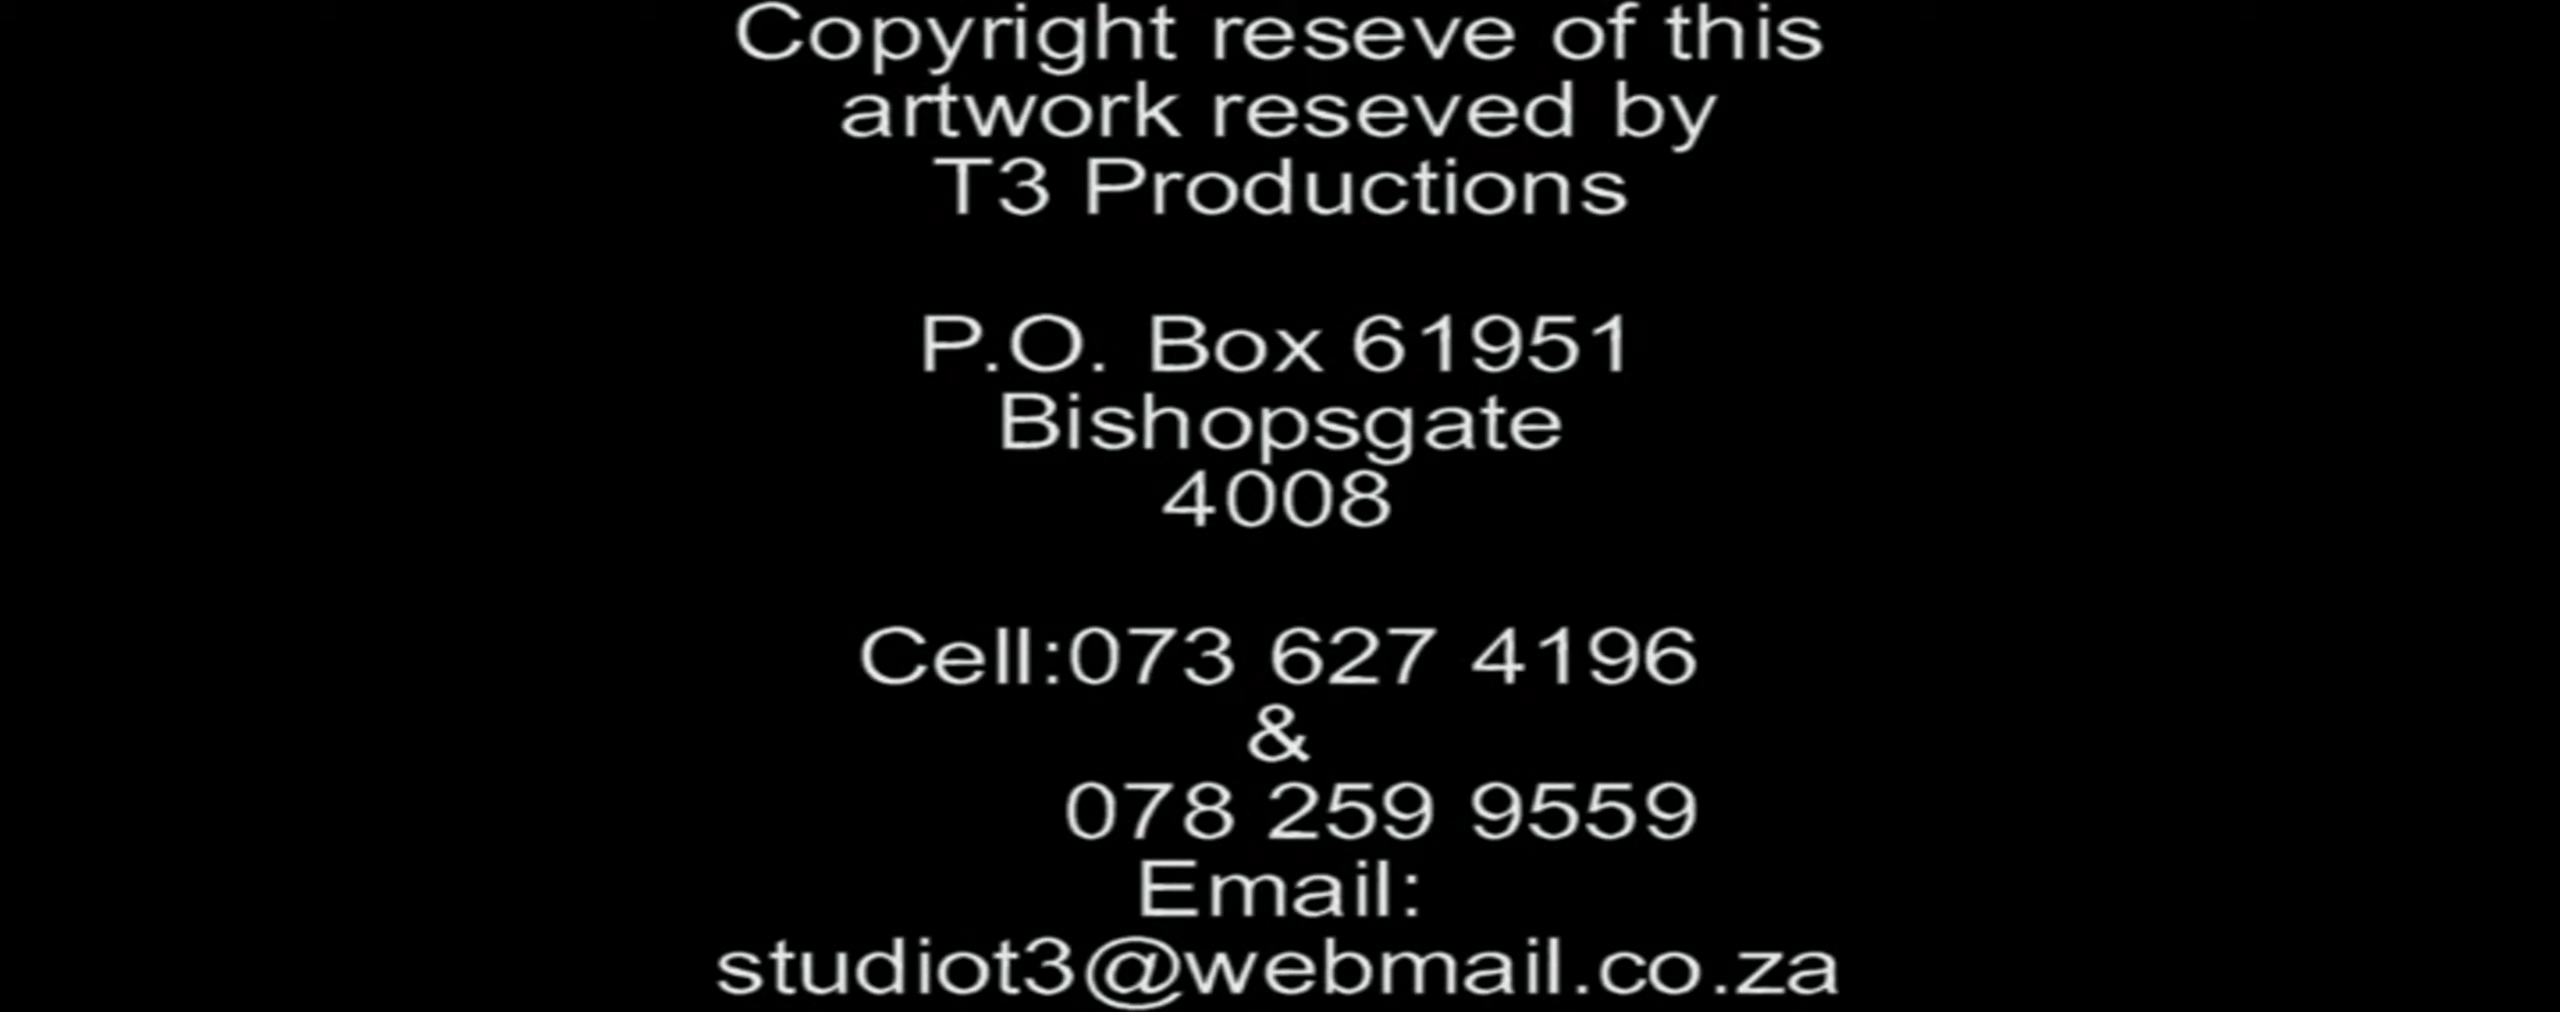 Copyright reseve of this
artwork reseved by
T3 Productions
P.O. Box 61951
Bishopsgate
4008
Cell:073 627 4196
&
078 259 9559
Email:
studiot3@webmail.co.za